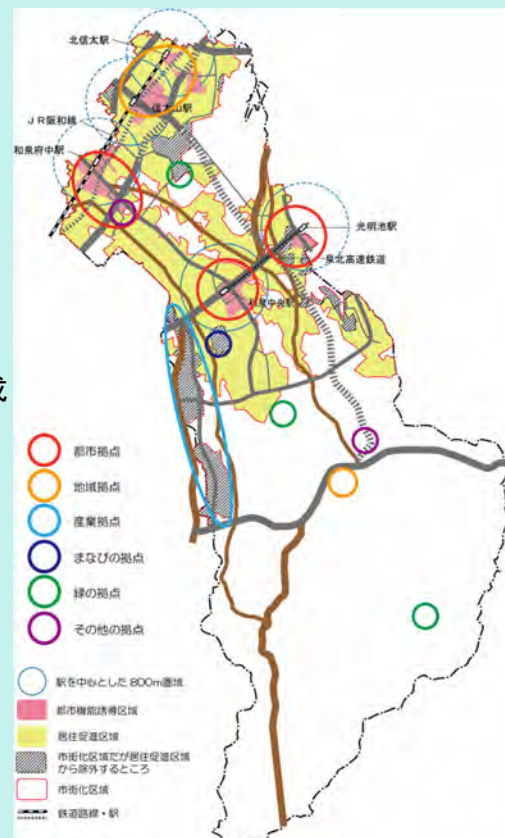 北信太駅
信太山駅
JR阪和線
和泉府中駅
光明池駅
泉北高速鉄道
和泉中央駅
成
都市拠点
地域拠点
産業拠点
まなびの拠点
緑の拠点
その他の拠点
駅を中心とした800m圏域
都市機能誘導区域
居住促進区域
市街化区域だが居住促進区域
から除外するところ
市街化区域
鉄道路線・駅